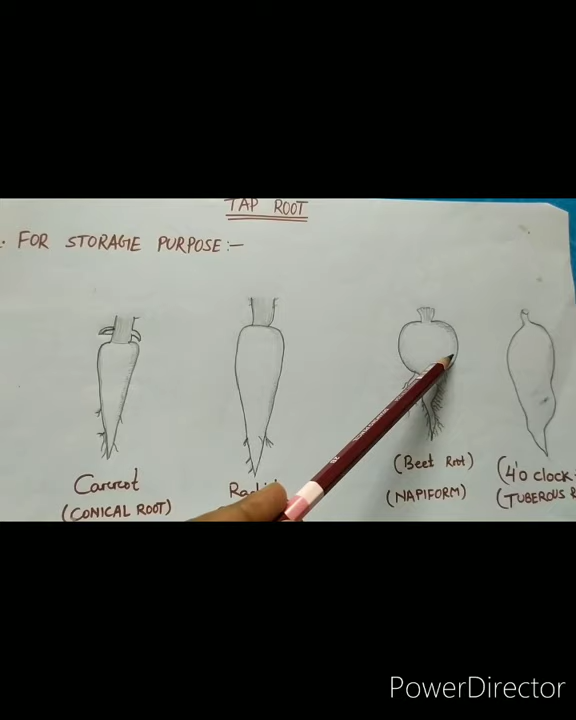 TAP ROOT
. FOR STORAGE PURPOSE:-
Carrot
(CONICAL ROOT)
(Beet Root)
(NAPIFORM)
(4'o clock
(TUBEROUS
PowerDirector